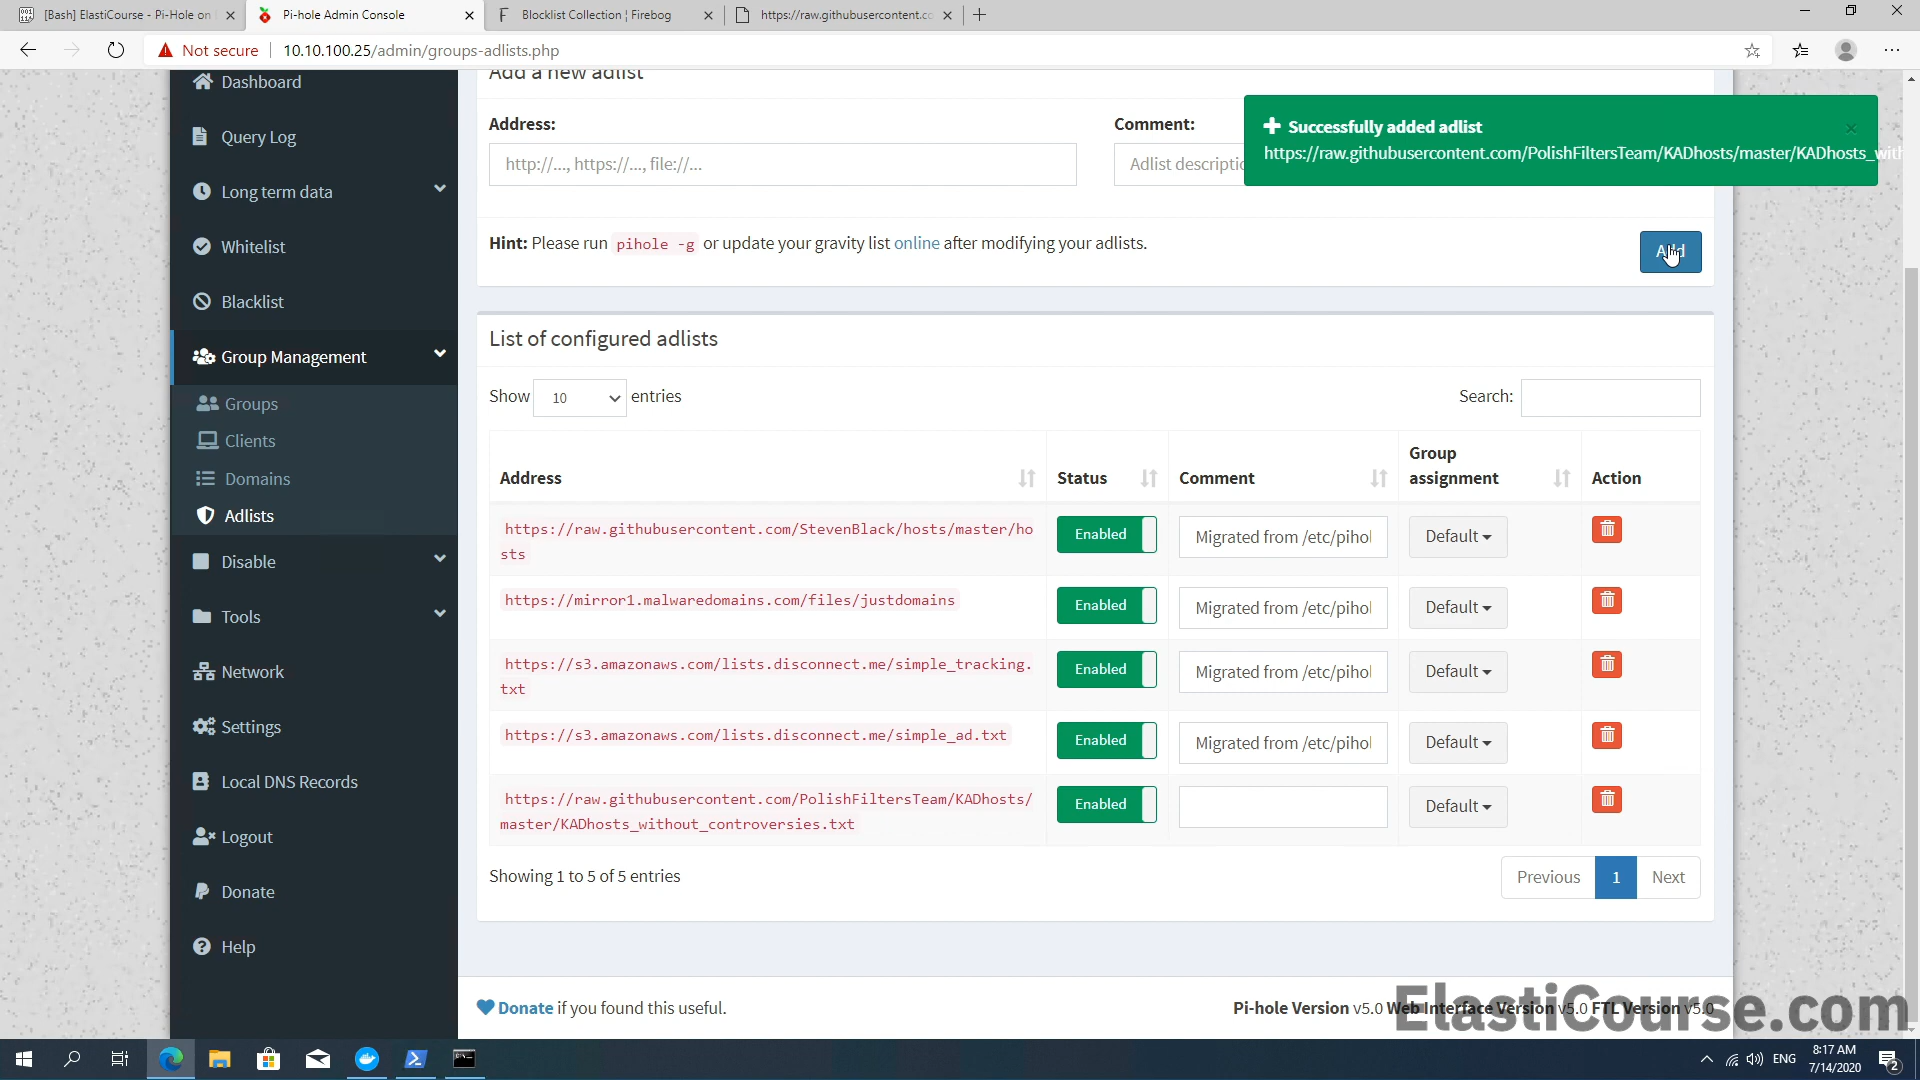 [Bash] ElastiCourse - Pi-Hole on
Pi-hole Admin Console
Blocklist Collection | Firebog
https://raw.githubusercontent.co
Not secure
10.10.100.25/admin/groups-adlists.php
Dashboard
Query Log
Long term data
Whitelist
Blacklist
Group Management
Groups
Clients
Domains
Adlists
Disable
Tools
Network
Settings
Local DNS Records
Logout
Donate
Help
Add a new adlist
Address:
Comment:
http://..., https://..., file://...
Adlist descriptio
Successfully added adlist
https://raw.githubusercontent.com/PolishFiltersTeam/KADhosts/master/KADhosts_with
Hint: Please run pihole -g or update your gravity list online after modifying your adlists.
Add
List of configured adlists
Show 10 entries
Search:
Address
Status
Comment
Group
assignment
Action
https://raw.githubusercontent.com/StevenBlack/hosts/master/ho
sts
Enabled
Migrated from /etc/pihol
Default
https://mirror1.malwaredomains.com/files/justdomains
Enabled
Migrated from /etc/pihol
Default
https://s3.amazonaws.com/lists.disconnect.me/simple_tracking.
txt
Enabled
Migrated from /etc/pihol
Default
https://s3.amazonaws.com/lists.disconnect.me/simple_ad.txt
Enabled
Migrated from /etc/pihol
Default
https://raw.githubusercontent.com/PolishFiltersTeam/KADhosts/
master/KADhosts_without_controversies.txt
Enabled
Default
Showing 1 to 5 of 5 entries
Previous
1
Next
Donate if you found this useful.
Pi-hole Version v5.0 Web Interface Version v5.0 FTL Version v5.0
ElastiCourse.com
ENG
8:17 AM
7/14/2020
2